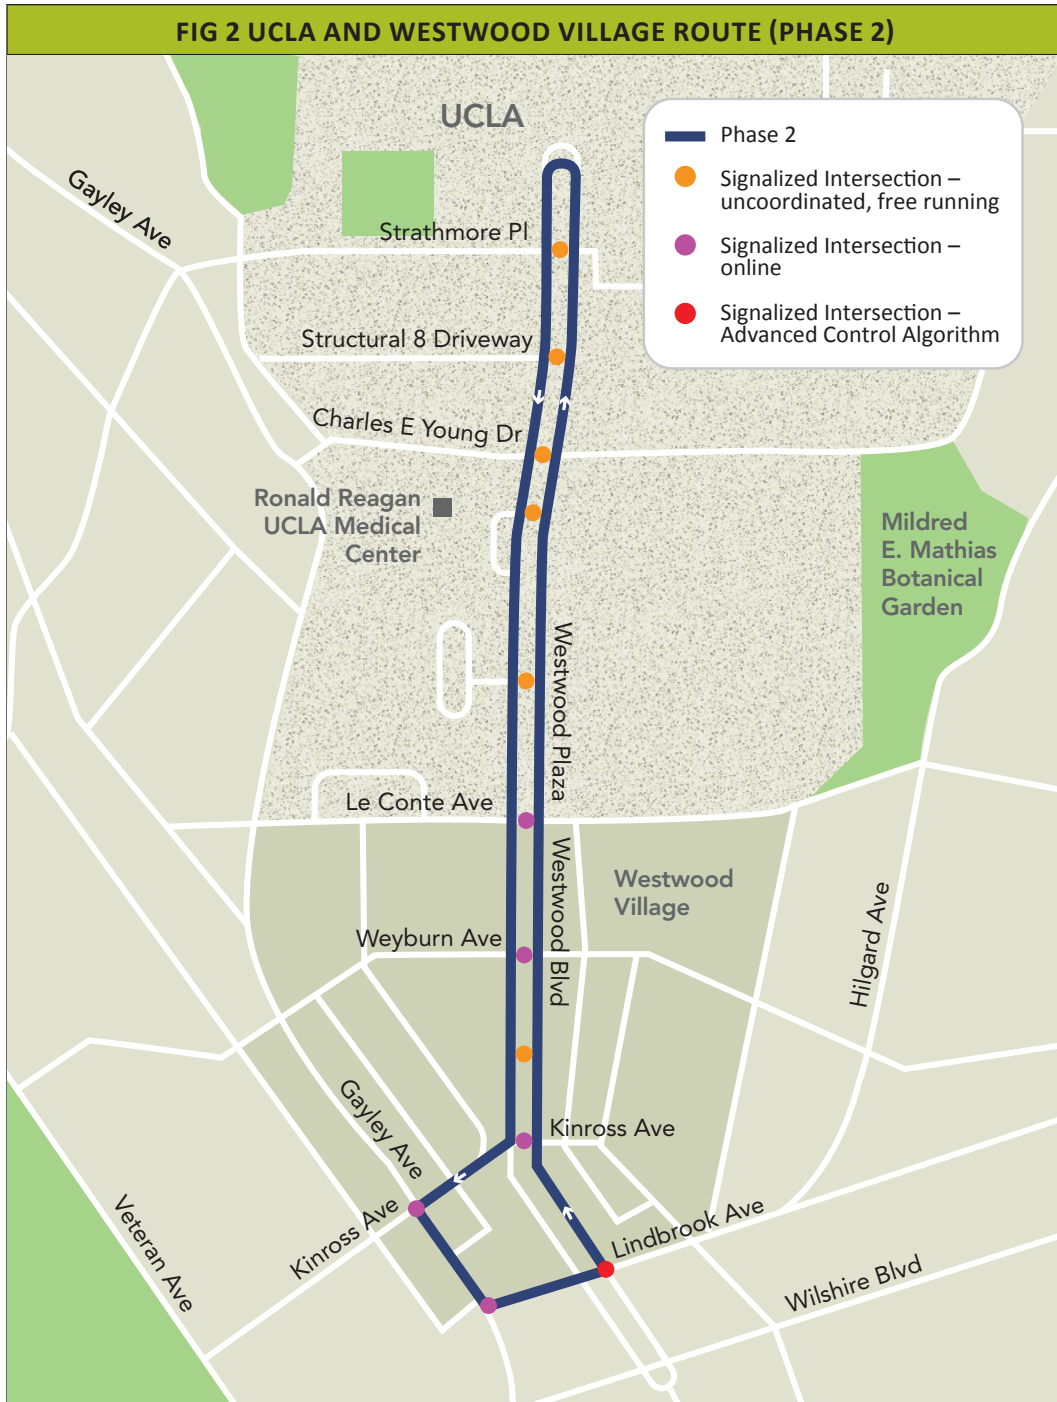 FIG 2 UCLA AND WESTWOOD VILLAGE ROUTE (PHASE 2)
UCLA
Phase 2
Signalized Intersection –
uncoordinated, free running
Signalized Intersection –
online
Signalized Intersection –
Advanced Control Algorithm
Gayley Ave
Strathmore Pl
Structural 8 Driveway
Charles E Young Dr
Ronald Reagan
UCLA Medical
Center
Mildred
E. Mathias
Botanical
Garden
Westwood Plaza
Le Conte Ave
Westwood Blvd
Westwood
Village
Weyburn Ave
Hilgard Ave
Gayley Ave
Kinross Ave
Kinross Ave
Veteran Ave
Lindbrook Ave
Wilshire Blvd